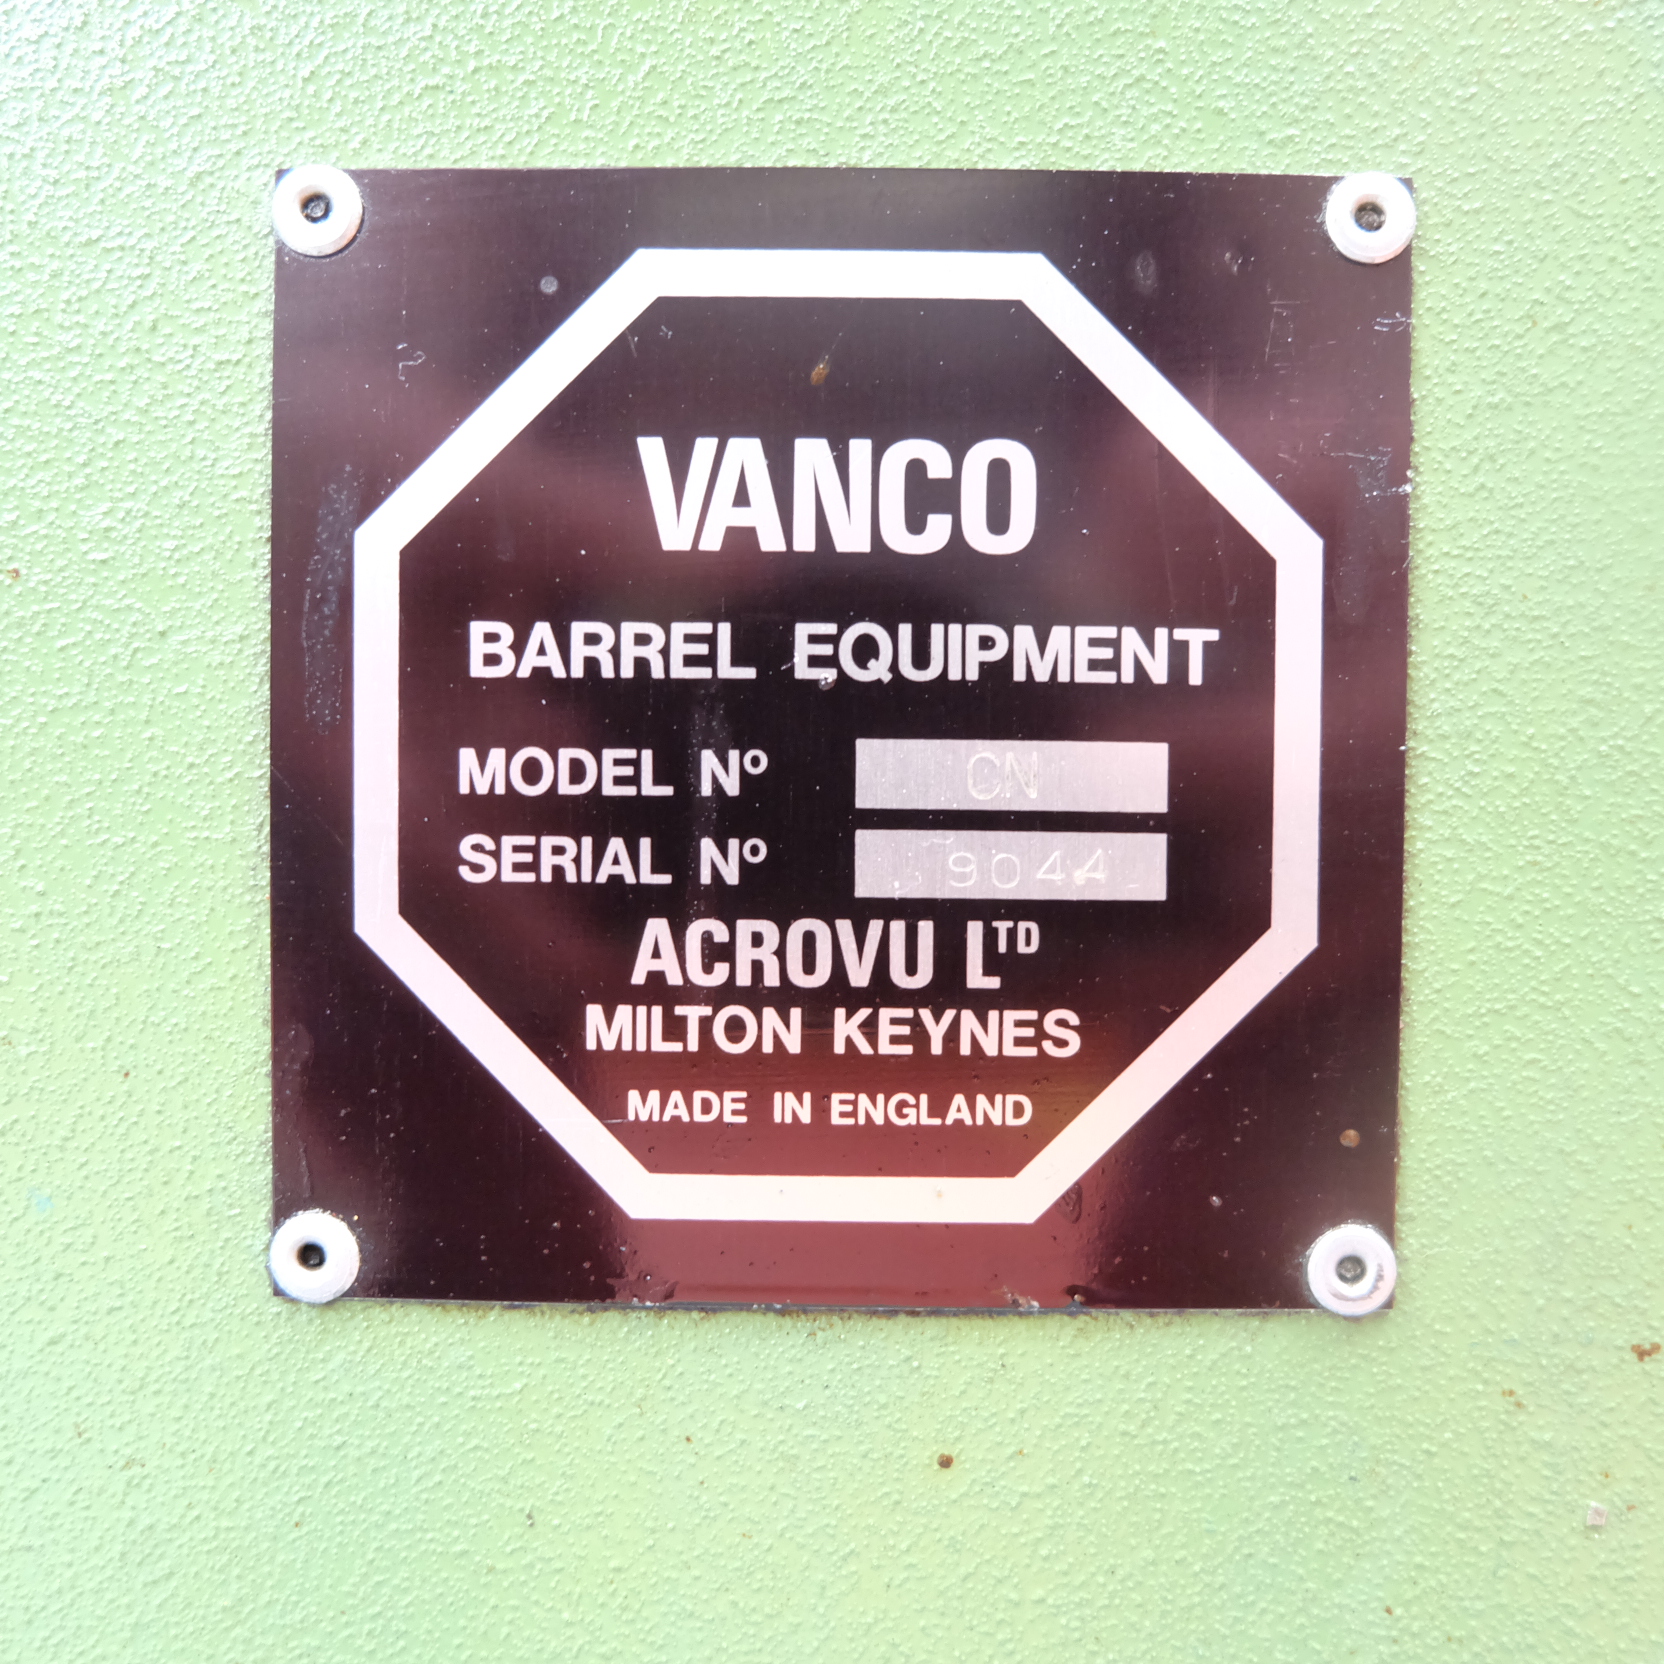 VANCO
BARREL EQUIPMENT
MODEL Nº CN
SERIAL Nº 9044
ACROVU LTD
MILTON KEYNES
MADE IN ENGLAND